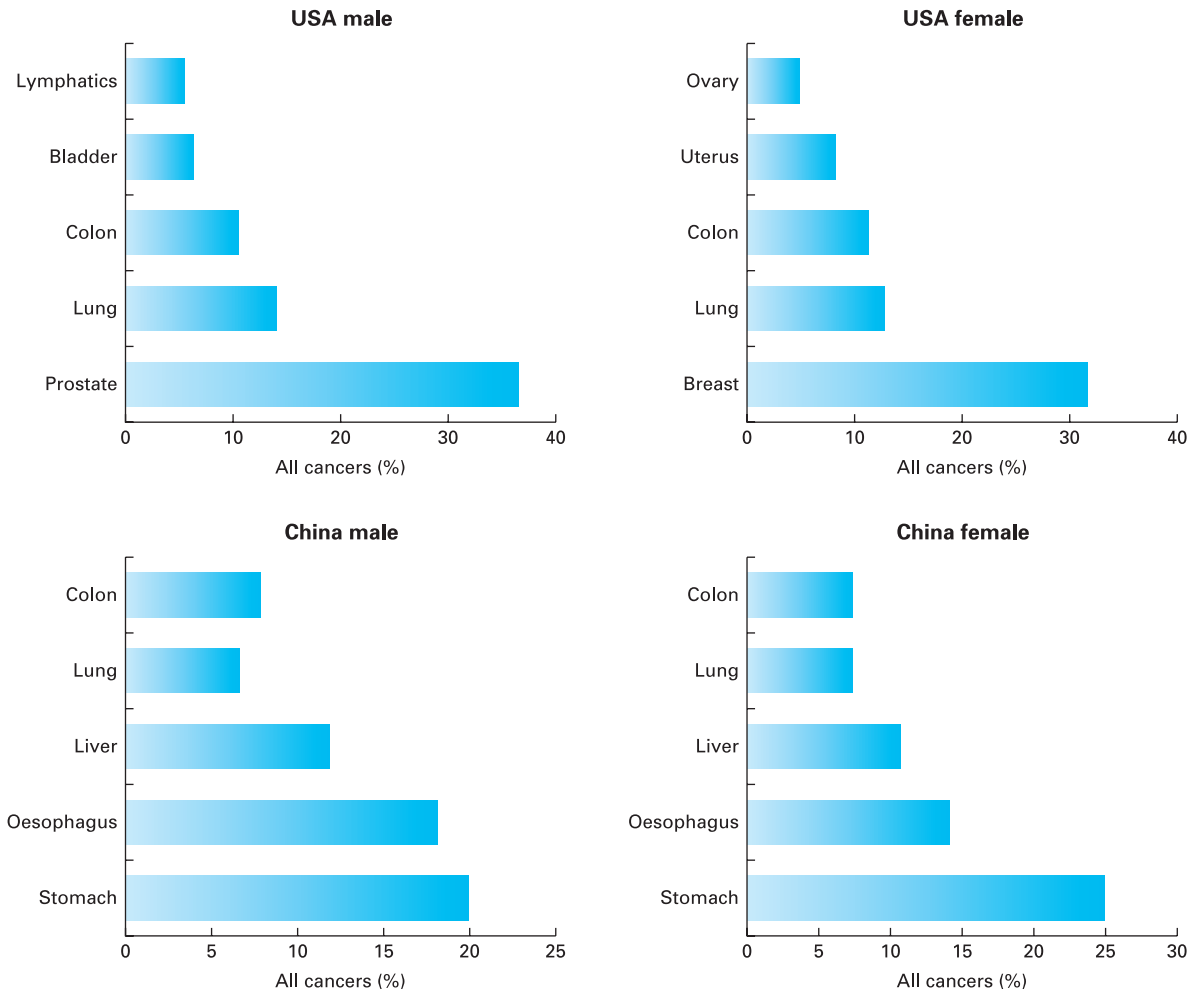 USA male
Lymphatics
Bladder
Colon
Lung
Prostate
0 10 20 30 40
All cancers (%)
USA female
Ovary
Uterus
Colon
Lung
Breast
0 10 20 30 40
All cancers (%)
China male
Colon
Lung
Liver
Oesophagus
Stomach
0 5 10 15 20 25
All cancers (%)
China female
Colon
Lung
Liver
Oesophagus
Stomach
0 5 10 15 20 25 30
All cancers (%)